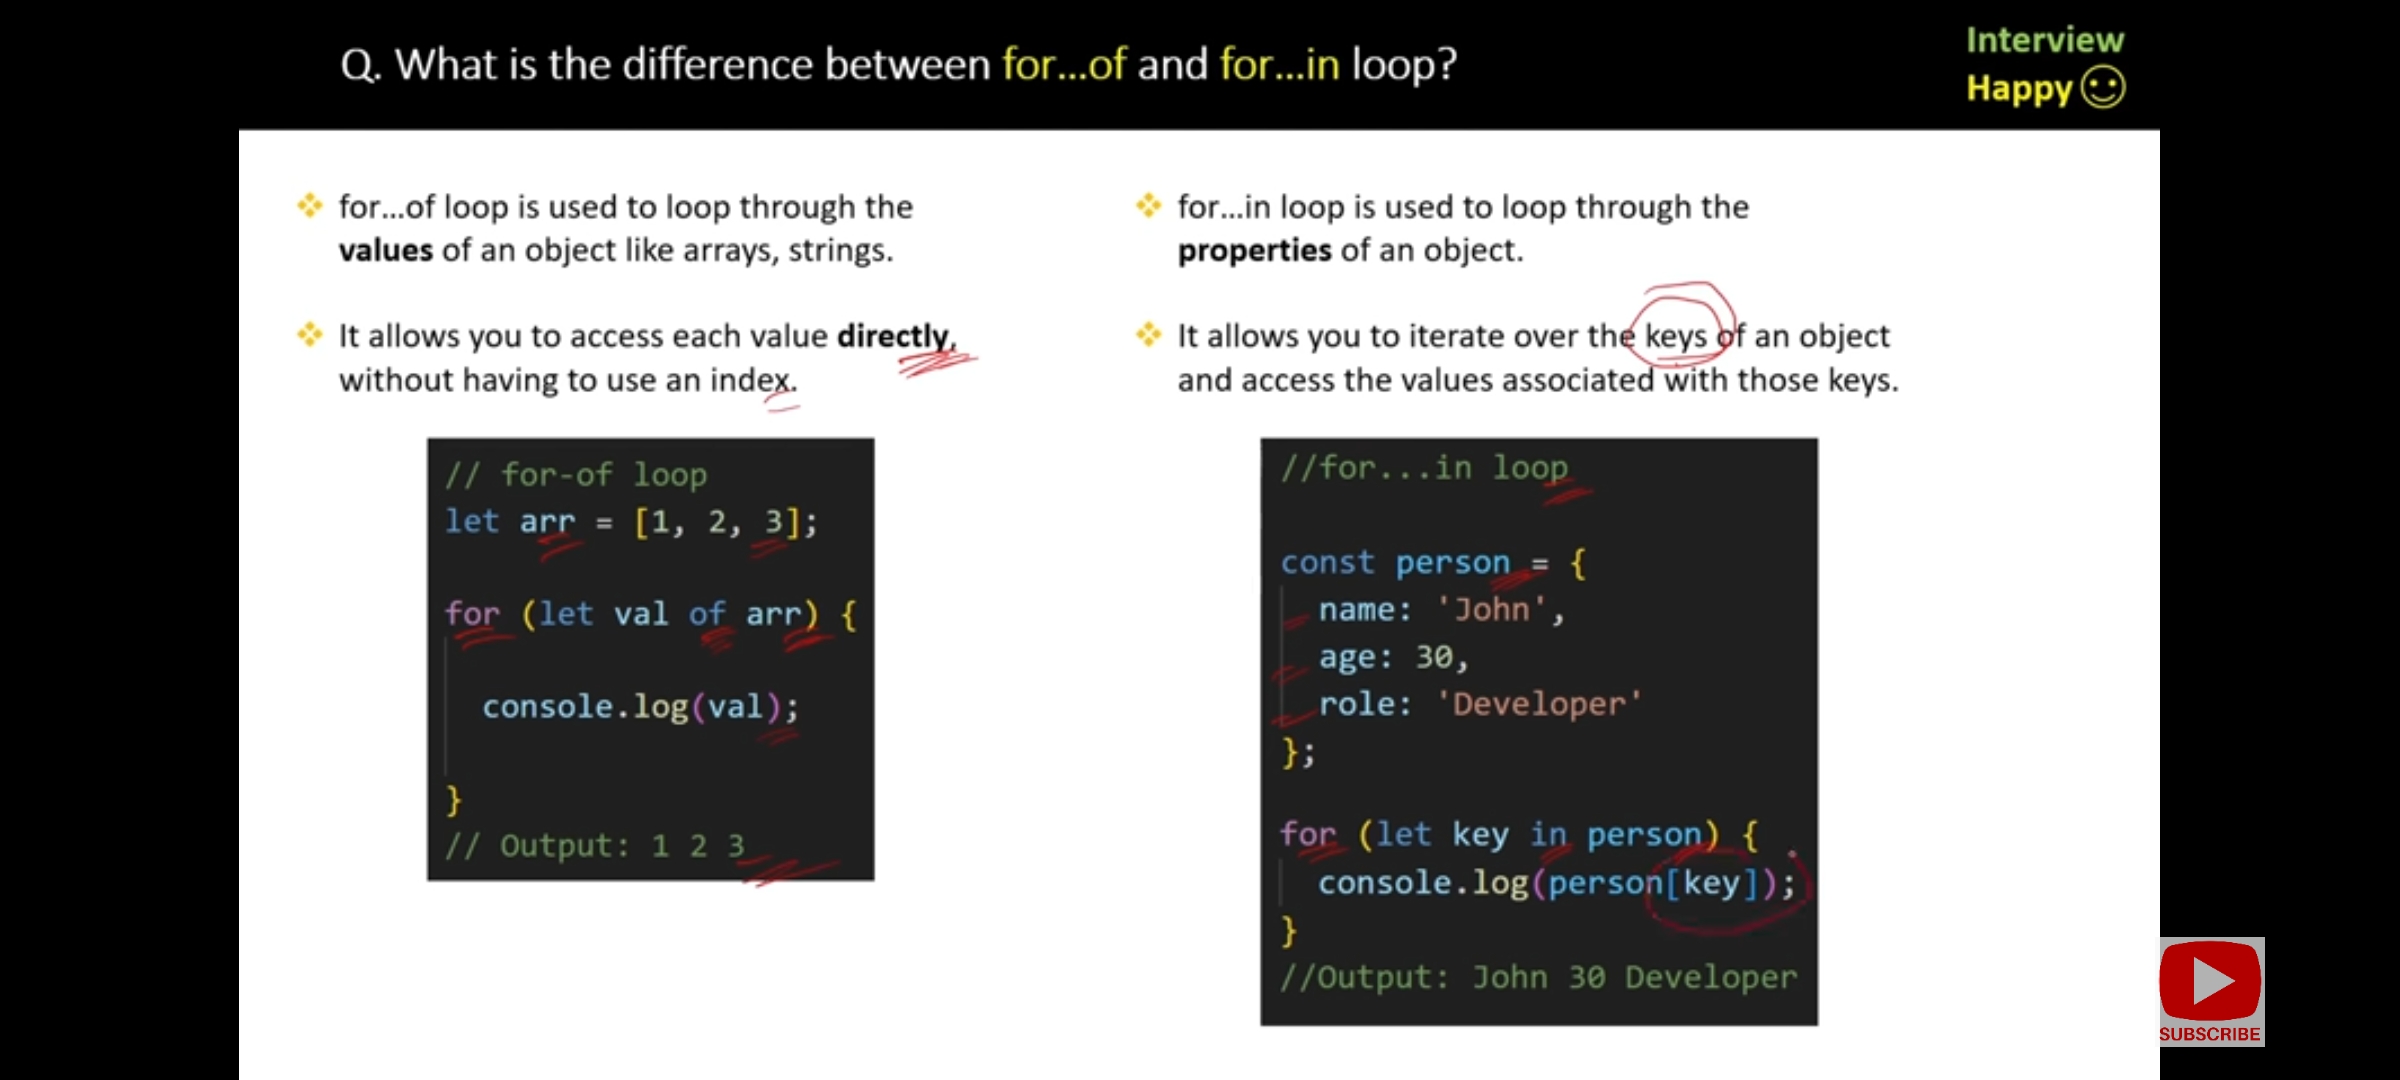 Q. What is the difference between for...of and for...in loop?
Interview
Happy
for...of loop is used to loop through the
values of an object like arrays, strings.
It allows you to access each value directly,
without having to use an index.
// for-of loop
let arr = [1, 2, 3];
for (let val of arr) {
console.log(val);
}
// Output: 1 2 3
for...in loop is used to loop through the
properties of an object.
It allows you to iterate over the keys of an object
and access the values associated with those keys.
//for...in loop
const person = {
name: 'John',
age: 30,
role: 'Developer'
};
for (let key in person) {
console.log(person[key]);
}
//Output: John 30 Developer
SUBSCRIBE